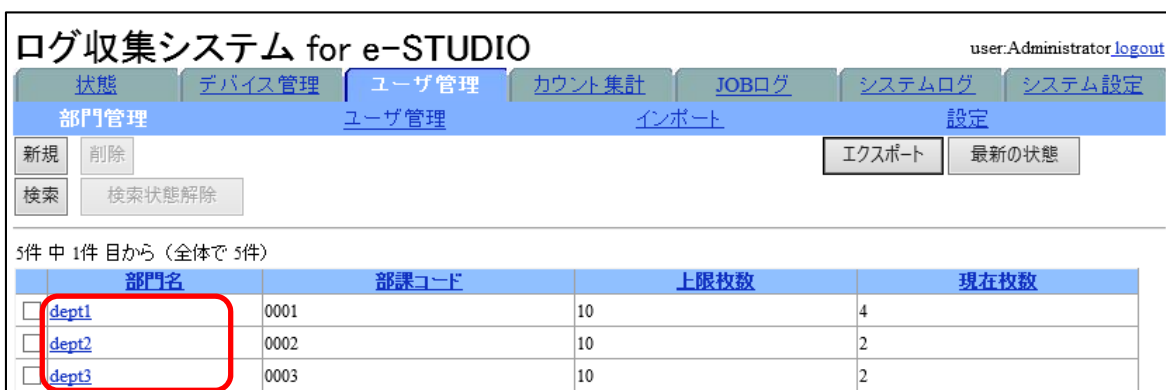 ログ収集システム for e-STUDIO user:Administrator logout
状態 デバイス管理 ユーザ管理 カウント集計 JOBログ システムログ システム設定
部門管理 ユーザ管理 インポート 設定
新規 削除 エクスポート 最新の状態
検索 検索状態解除
5件 中 1件 目から（全体で 5件）
部門名 部課コード 上限枚数 現在枚数
dept1 0001 10 4
dept2 0002 10 2
dept3 0003 10 2